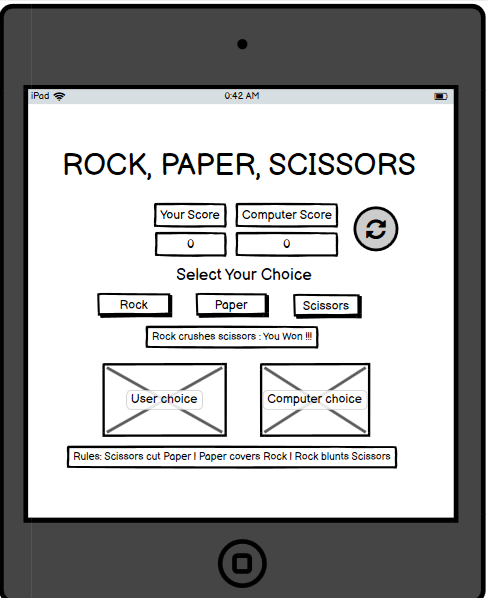 iPad 0:42 AM
ROCK, PAPER, SCISSORS
Your Score Computer Score
0 0
Select Your Choice
Rock Paper Scissors
Rock crushes scissors : You Won !!!
User choice Computer choice
Rules: Scissors cut Paper | Paper covers Rock | Rock blunts Scissors